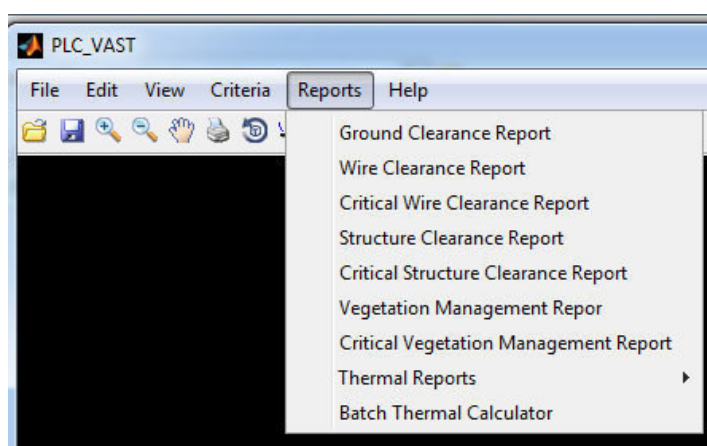 PLC_VAST
File Edit View Criteria Reports Help
Ground Clearance Report
Wire Clearance Report
Critical Wire Clearance Report
Structure Clearance Report
Critical Structure Clearance Report
Vegetation Management Repor
Critical Vegetation Management Report
Thermal Reports
Batch Thermal Calculator